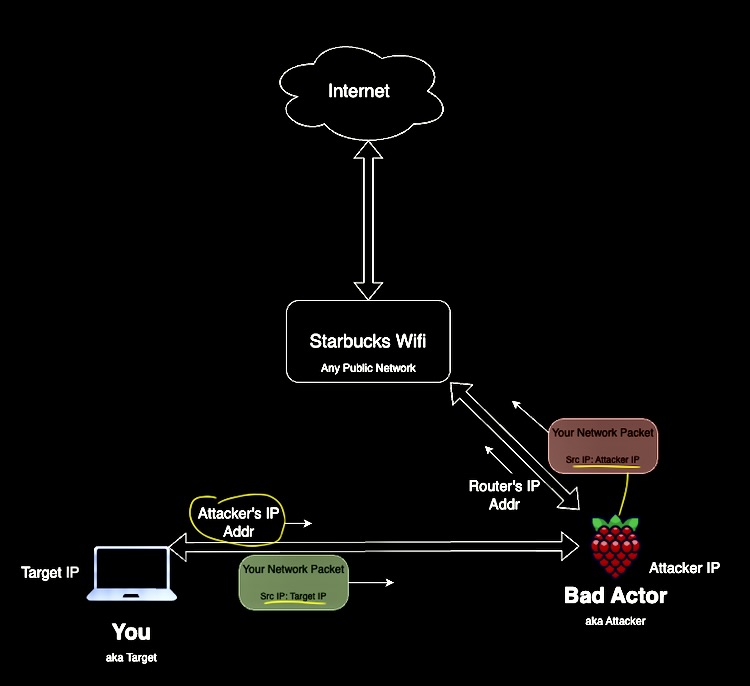 Internet
Starbucks Wifi
Any Public Network
Your Network Packet
Src IP: Attacker IP
Router's IP
Addr
Attacker's IP
Addr
Target IP
Your Network Packet
Src IP: Target IP
Attacker IP
Bad Actor
aka Attacker
You
aka Target